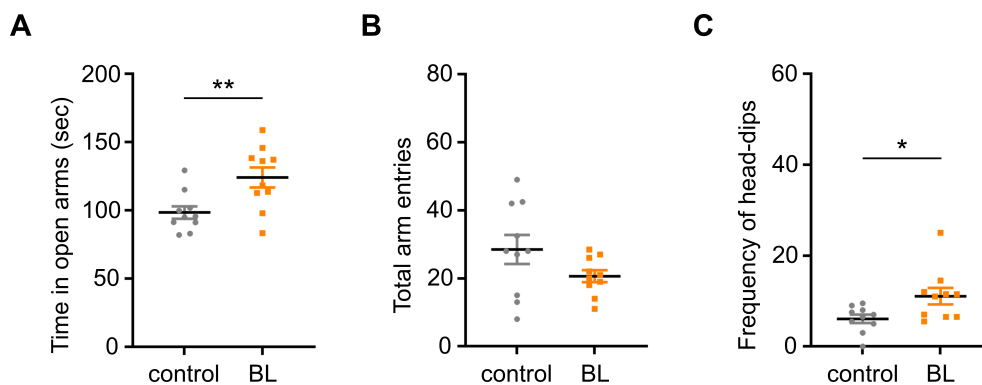 A
Time in open arms (sec)
200
150
100
50
0
**
control BL
B
Total arm entries
80
60
40
20
0
control BL
C
Frequency of head-dips
60
40
20
0
*
control BL